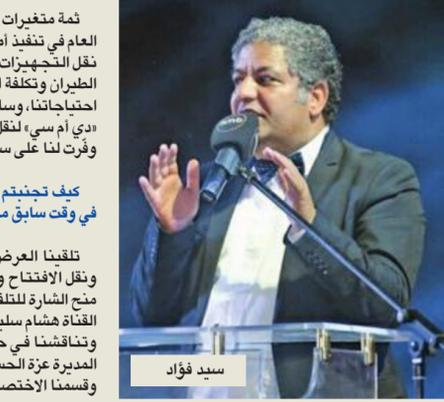 ثمة متغيرات
العام في تنفيذ
نقل التجهيزات
الطيران وتكلفة
احتياجاتنا، وسا
«دي أم سي» لنقل
وفرت لنا على س
كيف تجنبتم
في وقت سابق م
تلقينا العرض
ونقل الافتتاح و
منح الشارة للتلف
القناة هشام سلي
وتناقشنا في ح
المديرة عزة الحس
وقسمنا الاختصا
سيد فؤاد